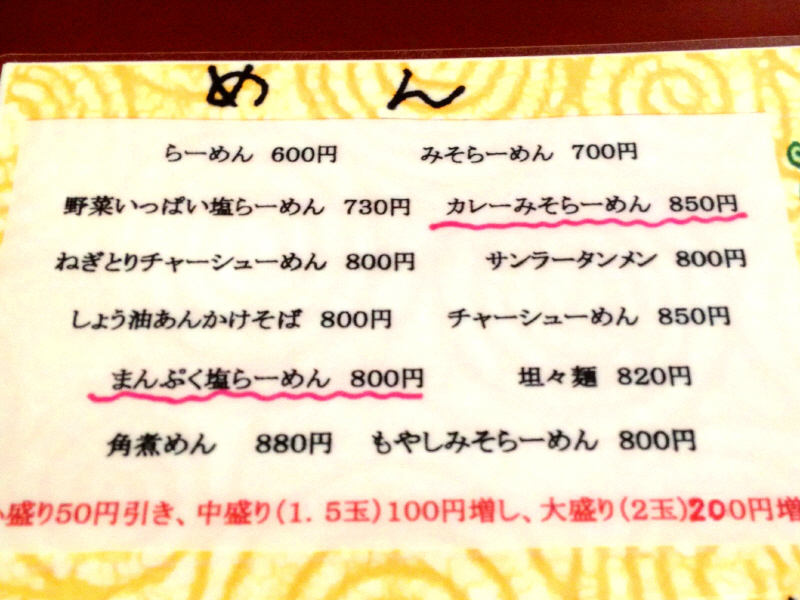 めん
らーめん 600円 みそらーめん 700円
野菜いっぱい塩らーめん 730円 カレーみそらーめん 850円
ねぎとりチャーシューめん 800円 サンラータンメン 800円
しょう油あんかけそば 800円 チャーシューめん 850円
まんぷく塩らーめん 800円 坦々麺 820円
角煮めん 880円 もやしみそらーめん 800円
盛り50円引き、中盛り(1.5玉)100円増し、大盛り(2玉)200円増